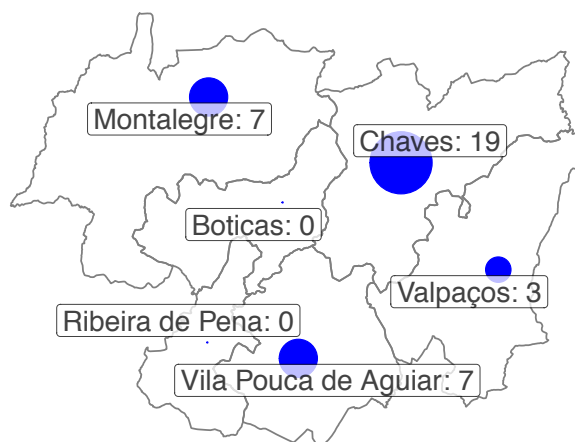 Montalegre: 7
Chaves: 19
Boticas: 0
Valpaços: 3
Ribeira de Pena: 0
Vila Pouca de Aguiar: 7